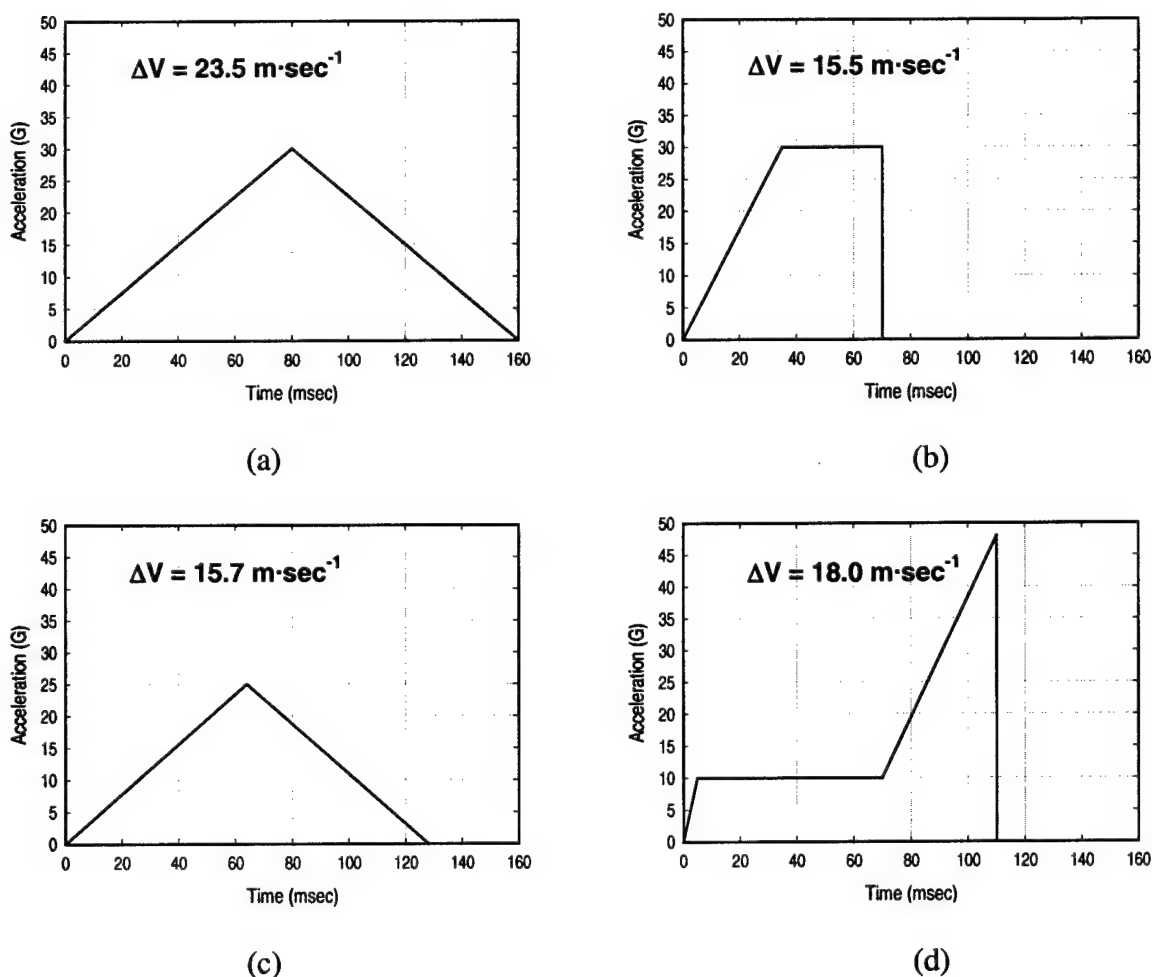 ΔV = 23.5 m·sec⁻¹
Acceleration (G)
50
45
40
35
30
25
20
15
10
5
0
0 20 40 60 80 100 120 140 160
Time (msec)
(a)
ΔV = 15.5 m·sec⁻¹
Acceleration (G)
50
45
40
35
30
25
20
15
10
5
0
0 20 40 60 80 100 120 140 160
Time (msec)
(b)
ΔV = 15.7 m·sec⁻¹
Acceleration (G)
50
45
40
35
30
25
20
15
10
5
0
0 20 40 60 80 100 120 140 160
Time (msec)
(c)
ΔV = 18.0 m·sec⁻¹
Acceleration (G)
50
45
40
35
30
25
20
15
10
5
0
0 20 40 60 80 100 120 140 160
Time (msec)
(d)